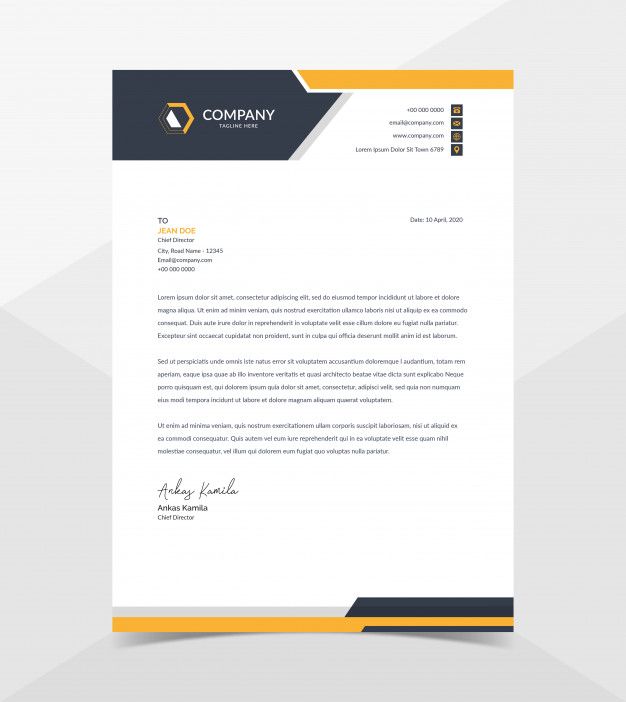 COMPANY
TAGLINE HERE
+00 000 0000
email@company.com
www.company.com
Lorem Ipsum Dolor Sit Town 6789
TO
JEAN DOE
Chief Director
City, Road Name - 12345
Email@company.com
+00 000 0000
Date: 10 April, 2020
Lorem ipsum dolor sit amet, consectetur adipiscing elit, sed do eiusmod tempor incididunt ut labore et dolore magna
aliqua. Ut enim ad minim veniam, quis nostrud exercitation ullamco laboris nisi ut aliquip ex ea commodo
consequat. Duis aute irure dolor in reprehenderit in voluptate velit esse cillum dolore eu fugiat nulla pariatur.
Excepteur sint occaecat cupidatat non proident, sunt in culpa qui officia deserunt mollit anim id est laborum.
Sed ut perspiciatis unde omnis iste natus error sit voluptatem accusantium doloremque l audantium, totam rem
aperiam, eaque ipsa quae ab illo inventore veritatis et quasi architecto beatae vitae dicta sunt explicabo Neque
porro quisquam est, qui dolorem ipsum dolor sit amet, consectetur, adipisci velit, sed quia non numquam eius
modi tempora incidunt ut labore et dolore magnam aliquam quaerat voluptatem.
Ut enim ad minima veniam, quis nostrum exercitationem ullam corporis suscipit laboriosam, nisi ut aliquid ex
ea commodi consequatur. Quis autem vel eum iure reprehenderit qui in ea voluptate velit esse quam nihil
molestiae consequatur, vel illum qui dolorem eum fugiat quo voluptas nulla pariatur.
Ankas Kamila
Ankas Kamila
Chief Director